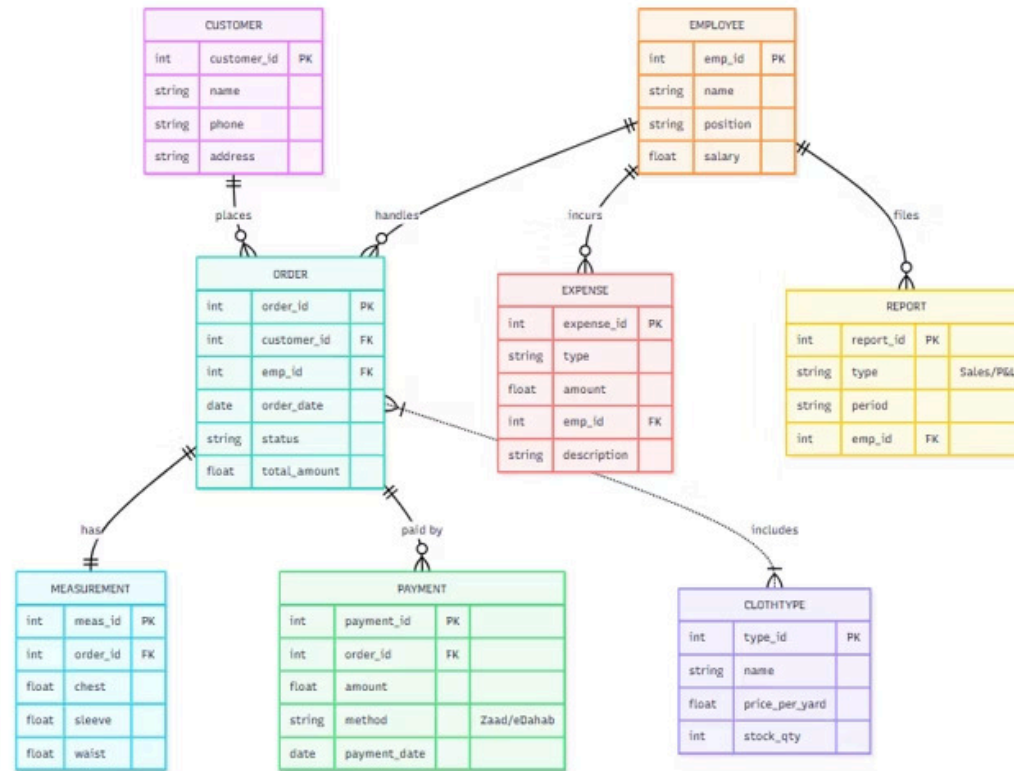 CUSTOMER
int customer_id PK
string name
string phone
string address
EMPLOYEE
int emp_id PK
string name
string position
float salary
places
handles
incurs
files
ORDER
int order_id PK
int customer_id FK
int emp_id FK
date order_date
string status
float total_amount
EXPENSE
int expense_id PK
string type
float amount
int emp_id FK
string description
REPORT
int report_id PK
string type Sales/P&L
string period
int emp_id FK
has
paid by
includes
MEASUREMENT
int meas_id PK
int order_id FK
float chest
float sleeve
float waist
PAYMENT
int payment_id PK
int order_id FK
float amount
string method Zaad/eDahab
date payment_date
CLOTHTYPE
int type_id PK
string name
float price_per_yard
int stock_qty